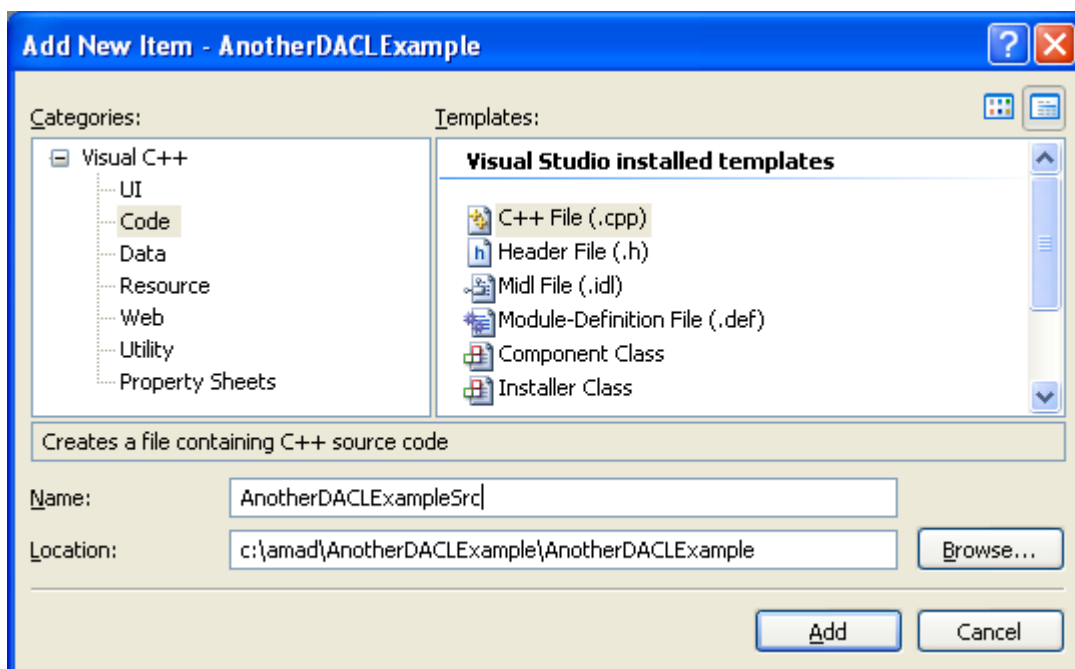 Add New Item - AnotherDACLExample
Categories:
Templates:
Visual C++
UI
Code
Data
Resource
Web
Utility
Property Sheets
Visual Studio installed templates
C++ File (.cpp)
Header File (.h)
Midl File (.idl)
Module-Definition File (.def)
Component Class
Installer Class
Creates a file containing C++ source code
Name:
AnotherDACLExampleSrc
Location:
c:\amad\AnotherDACLExample\AnotherDACLExample
Browse...
Add
Cancel